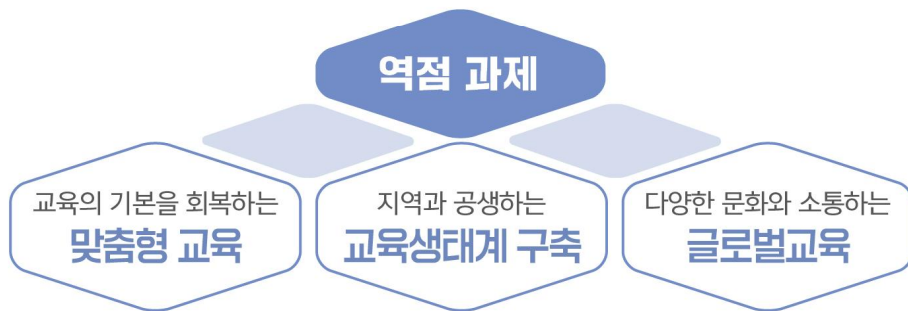 역점 과제
교육의 기본을 회복하는
맞춤형 교육
지역과 공생하는
교육생태계 구축
다양한 문화와 소통하는
글로벌교육